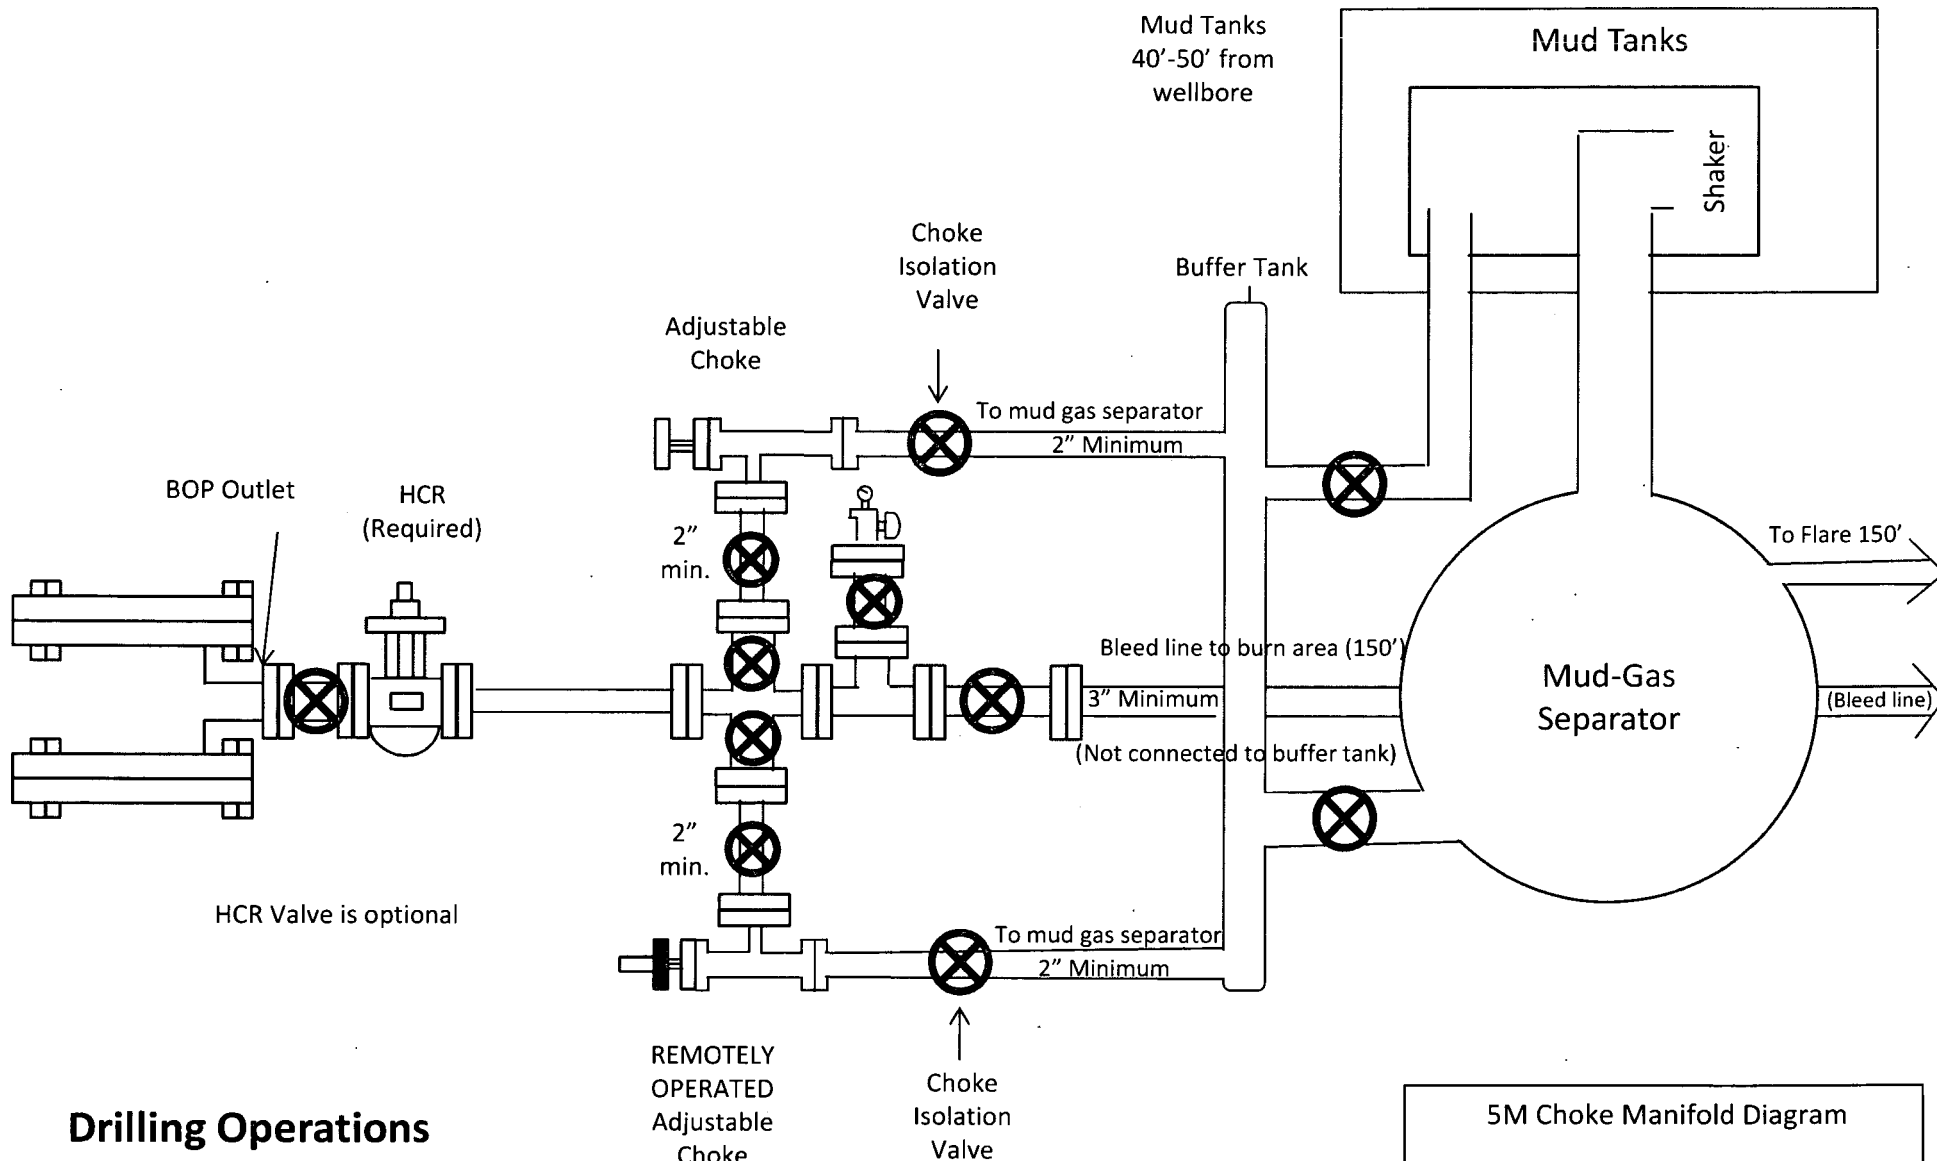 Mud Tanks
40'-50' from
wellbore
Mud Tanks
Shaker
Choke
Isolation
Valve
Buffer Tank
Adjustable
Choke
To mud gas separator
2” Minimum
BOP Outlet
HCR
(Required)
2”
min.
To Flare 150'
Bleed line to burn area (150')
3” Minimum
(Not connected to buffer tank)
Mud-Gas
Separator
(Bleed line)
2”
min.
HCR Valve is optional
To mud gas separator
2” Minimum
REMOTELY
OPERATED
Adjustable
Choke
Choke
Isolation
Valve
Drilling Operations
5M Choke Manifold Diagram